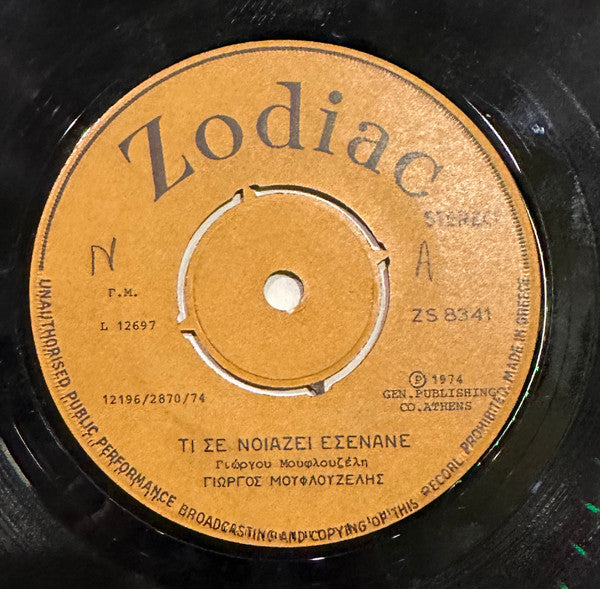 Zodiac
STEREO
N
A
Γ.Μ.
L 12697
ZS 8341
℗ 1974
GEN.PUBLISHING
CO.ATHENS
12196/2870/74
ΤΙ ΣΕ ΝΟΙΑΖΕΙ ΕΣΕΝΑΝΕ
Γιώργου Μουφλουζέλη
ΓΙΩΡΓΟΣ ΜΟΥΦΛΟΥΖΕΛΗΣ
UNAUTHORISED PUBLIC PERFORMANCE BROADCASTING AND COPYING OF THIS RECORD PROHIBITED. MADE IN GREECE